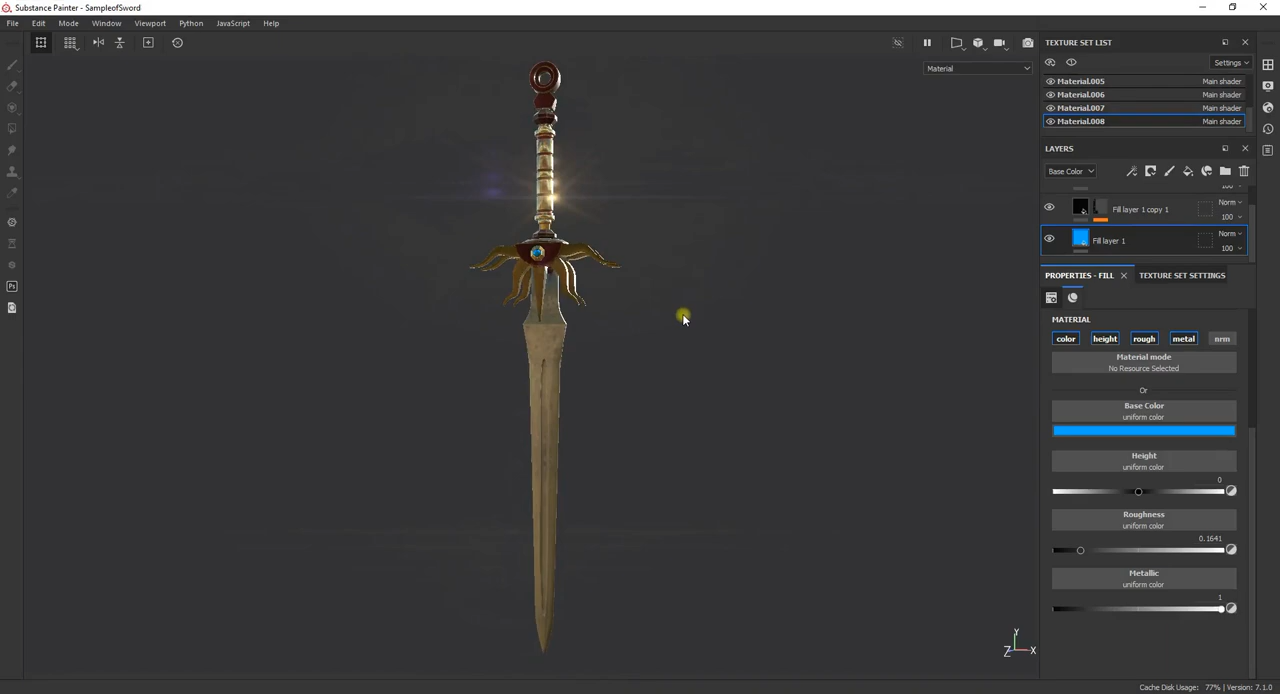 Substance Painter - SampleofSword
File Edit Mode Window Viewport Python JavaScript Help
Material
TEXTURE SET LIST
Settings
Material.005 Main shader
Material.006 Main shader
Material.007 Main shader
Material.008 Main shader
LAYERS
Base Color
100
Fill layer 1 copy 1 Norm
100
Fill layer 1 Norm
100
PROPERTIES - FILL TEXTURE SET SETTINGS
MATERIAL
color height rough metal nrm
Material mode
No Resource Selected
Or
Base Color
uniform color
Height
uniform color
0
Roughness
uniform color
0.1641
Metallic
uniform color
1
Ps
Y
Z X
Cache Disk Usage: 77% | Version: 7.1.0